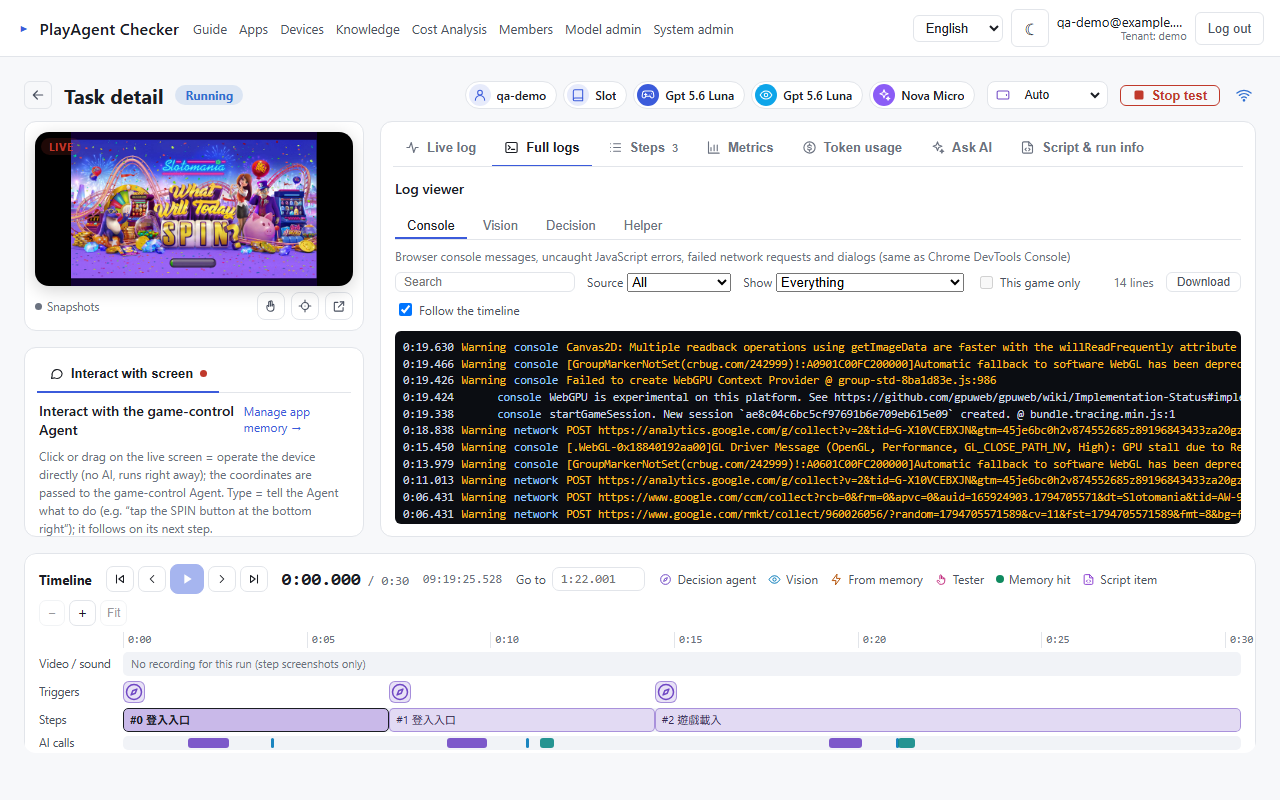 PlayAgent Checker Guide Apps Devices Knowledge Cost Analysis Members Model admin System admin English qa-demo@example.... Log out
Tenant: demo
Task detail Running qa-demo Slot Gpt 5.6 Luna Gpt 5.6 Luna Nova Micro Auto Stop test
LIVE
Slotomania
What Will Today SPIN?
Snapshots
Interact with screen
Interact with the game-control Agent
Manage app memory →
Click or drag on the live screen = operate the device
directly (no AI, runs right away); the coordinates are
passed to the game-control Agent. Type = tell the Agent
what to do (e.g. “tap the SPIN button at the bottom
right”); it follows on its next step.
Live log Full logs Steps 3 Metrics Token usage Ask AI Script & run info
Log viewer
Console Vision Decision Helper
Browser console messages, uncaught JavaScript errors, failed network requests and dialogs (same as Chrome DevTools Console)
Search Source All Show Everything This game only 14 lines Download
Follow the timeline
0:19.630 Warning console Canvas2D: Multiple readback operations using getImageData are faster with the willReadFrequently attribute
0:19.466 Warning console [GroupMarkerNotSet(crbug.com/242999)!:A0901C00FC200000]Automatic fallback to software WebGL has been deprec
0:19.426 Warning console Failed to create WebGPU Context Provider @ group-std-8ba1d83e.js:986
0:19.424 console WebGPU is experimental on this platform. See https://github.com/gpuweb/gpuweb/wiki/Implementation-Status#imple
0:19.338 console startGameSession. New session `ae8c04c6bc5cf97691b6e709eb615e09` created. @ bundle.tracing.min.js:1
0:18.838 Warning network POST https://analytics.google.com/g/collect?v=2&tid=G-X10VCEBXJN&gtm=45je6bc0h2v874552685z89196843433za20gz
0:15.450 Warning console [.WebGL-0x18840192aa00]GL Driver Message (OpenGL, Performance, GL_CLOSE_PATH_NV, High): GPU stall due to Re
0:13.979 Warning console [GroupMarkerNotSet(crbug.com/242999)!:A0601C00FC200000]Automatic fallback to software WebGL has been deprec
0:11.013 Warning network POST https://analytics.google.com/g/collect?v=2&tid=G-X10VCEBXJN&gtm=45je6bc0h2v874552685z89196843433za20gz
0:06.431 Warning network POST https://www.google.com/ccm/collect?rcb=0&frm=0&apvc=0&auid=165924903.1794705571&dt=Slotomania&tid=AW-9
0:06.431 Warning network POST https://www.google.com/rmkt/collect/960026056/?random=1794705571589&cv=11&fst=1794705571589&fmt=8&bg=f
Timeline 0:00.000 / 0:30 09:19:25.528 Go to 1:22.001 Decision agent Vision From memory Tester Memory hit Script item
− + Fit
0:00 0:05 0:10 0:15 0:20 0:25 0:30
Video / sound No recording for this run (step screenshots only)
Triggers
Steps #0 登入入口 #1 登入入口 #2 遊戲載入
AI calls